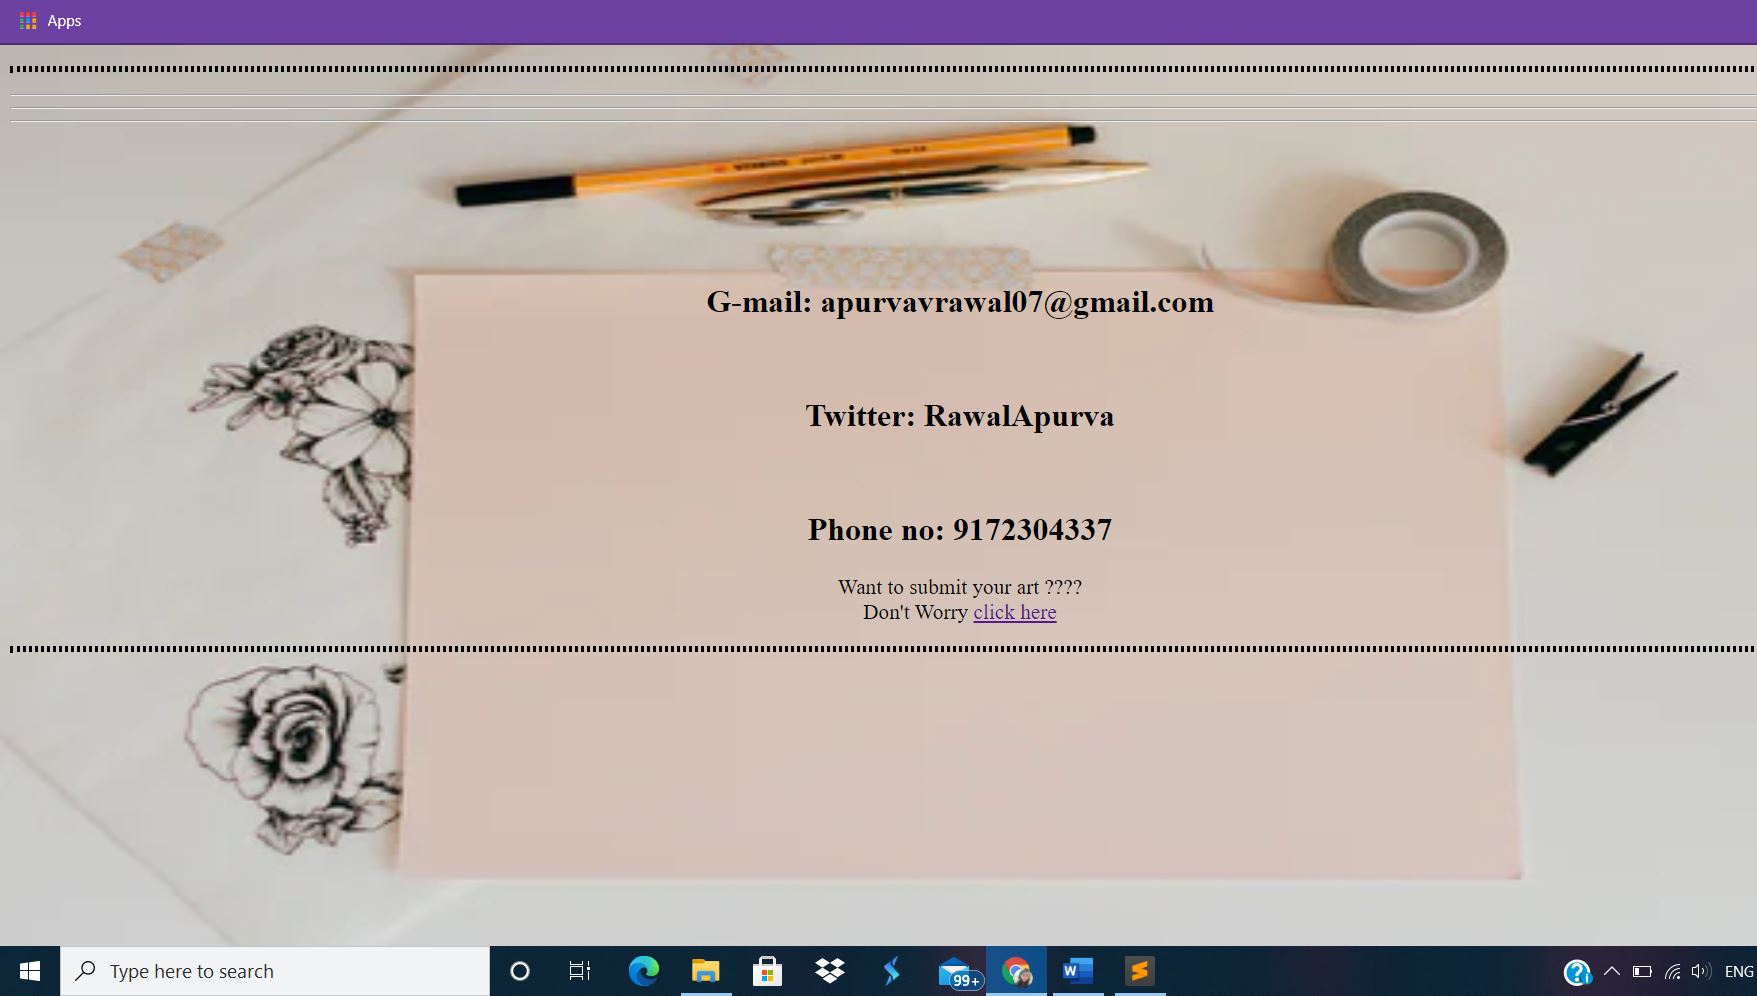 Apps
G-mail: apurvavrawal07@gmail.com
Twitter: RawalApurva
Phone no: 9172304337
Want to submit your art ????
Don't Worry click here
Type here to search
99+
W
ENG